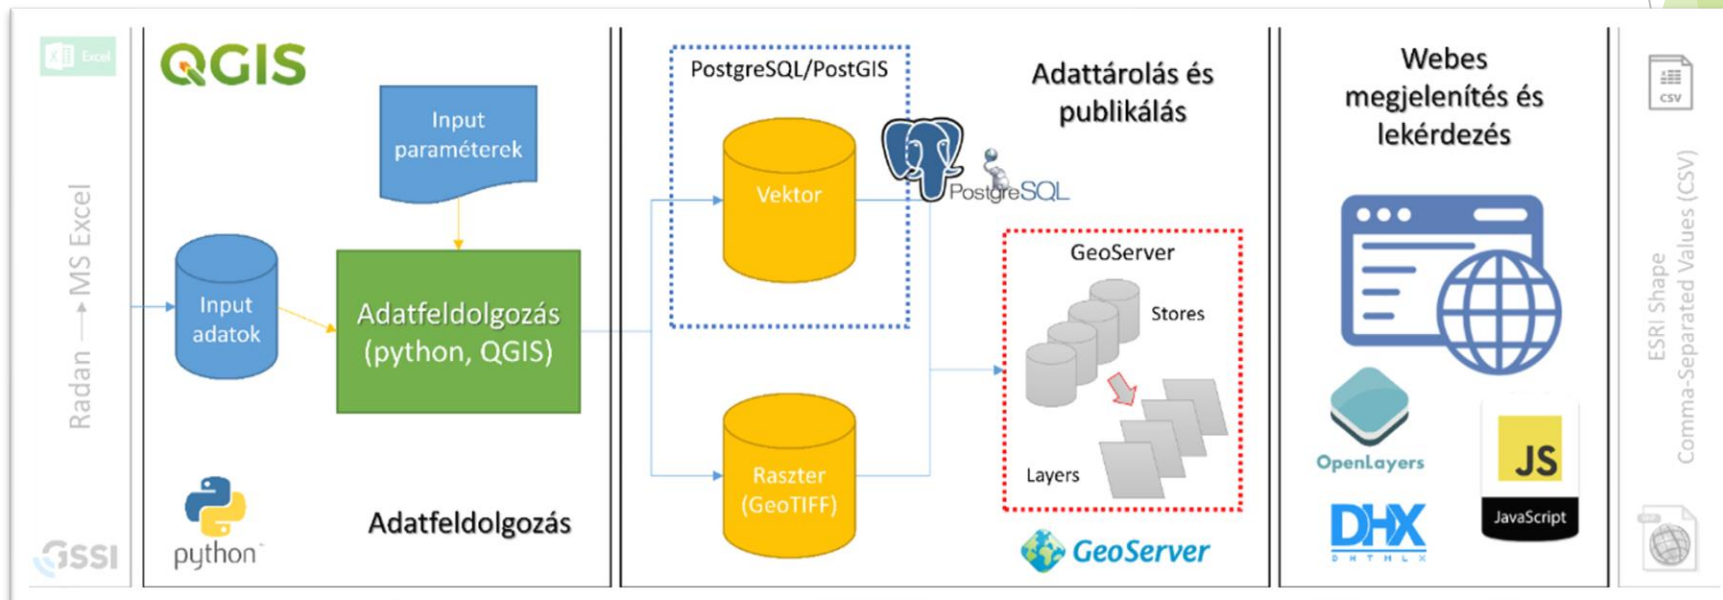 Excel
Radan → MS Excel
GSSI
QGIS
Input
paraméterek
Input
adatok
Adatfeldolgozás
(python, QGIS)
python
Adatfeldolgozás
PostgreSQL/PostGIS
Vektor
PostgreSQL
Raszter
(GeoTIFF)
Adattárolás és
publikálás
GeoServer
Stores
Layers
GeoServer
Webes
megjelenítés és
lekérdezés
OpenLayers
JS
JavaScript
DHX
DHTMLX
CSV
ESRI Shape
Comma-Separated Values (CSV)